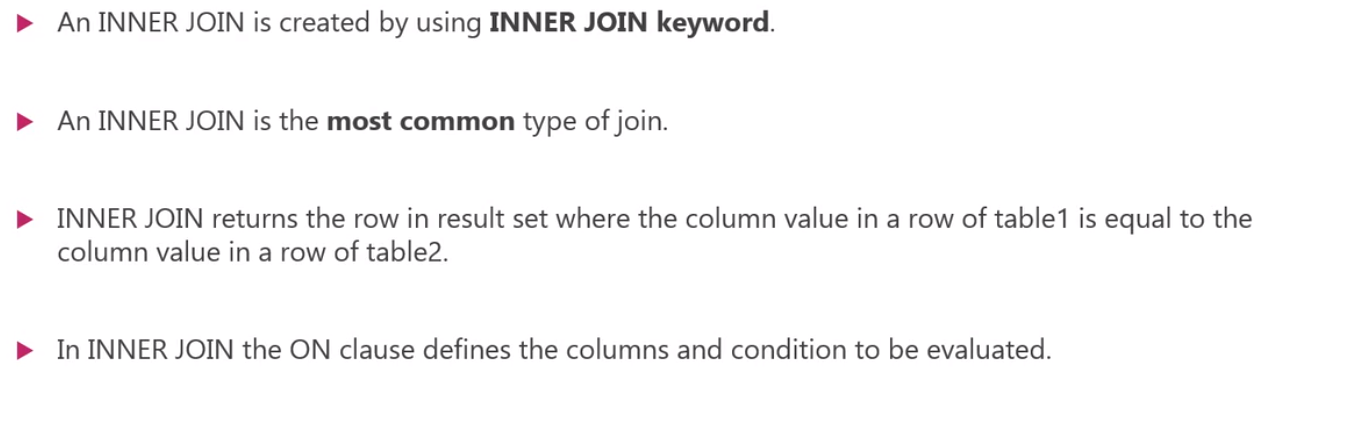 An INNER JOIN is created by using INNER JOIN keyword.
An INNER JOIN is the most common type of join.
INNER JOIN returns the row in result set where the column value in a row of table1 is equal to the
column value in a row of table2.
In INNER JOIN the ON clause defines the columns and condition to be evaluated.